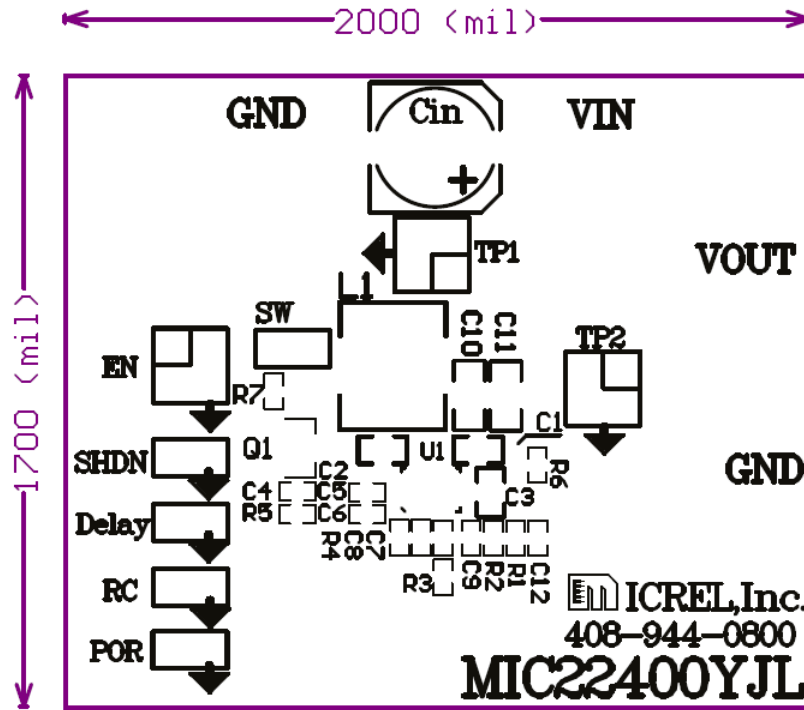 2000 (mil)
1700 (mil)
GND
Cin
VIN
TP1
VOUT
L1
SW
C10
C11
TP2
EN
R7
C1
SHDN
Q1
U1
GND
C2
R6
C4
C5
C3
R5
C6
Delay
R4
C8
C7
R3
C9
R2
R1
C12
RC
ICREL,Inc.
408-944-0800
POR
MIC22400YJL